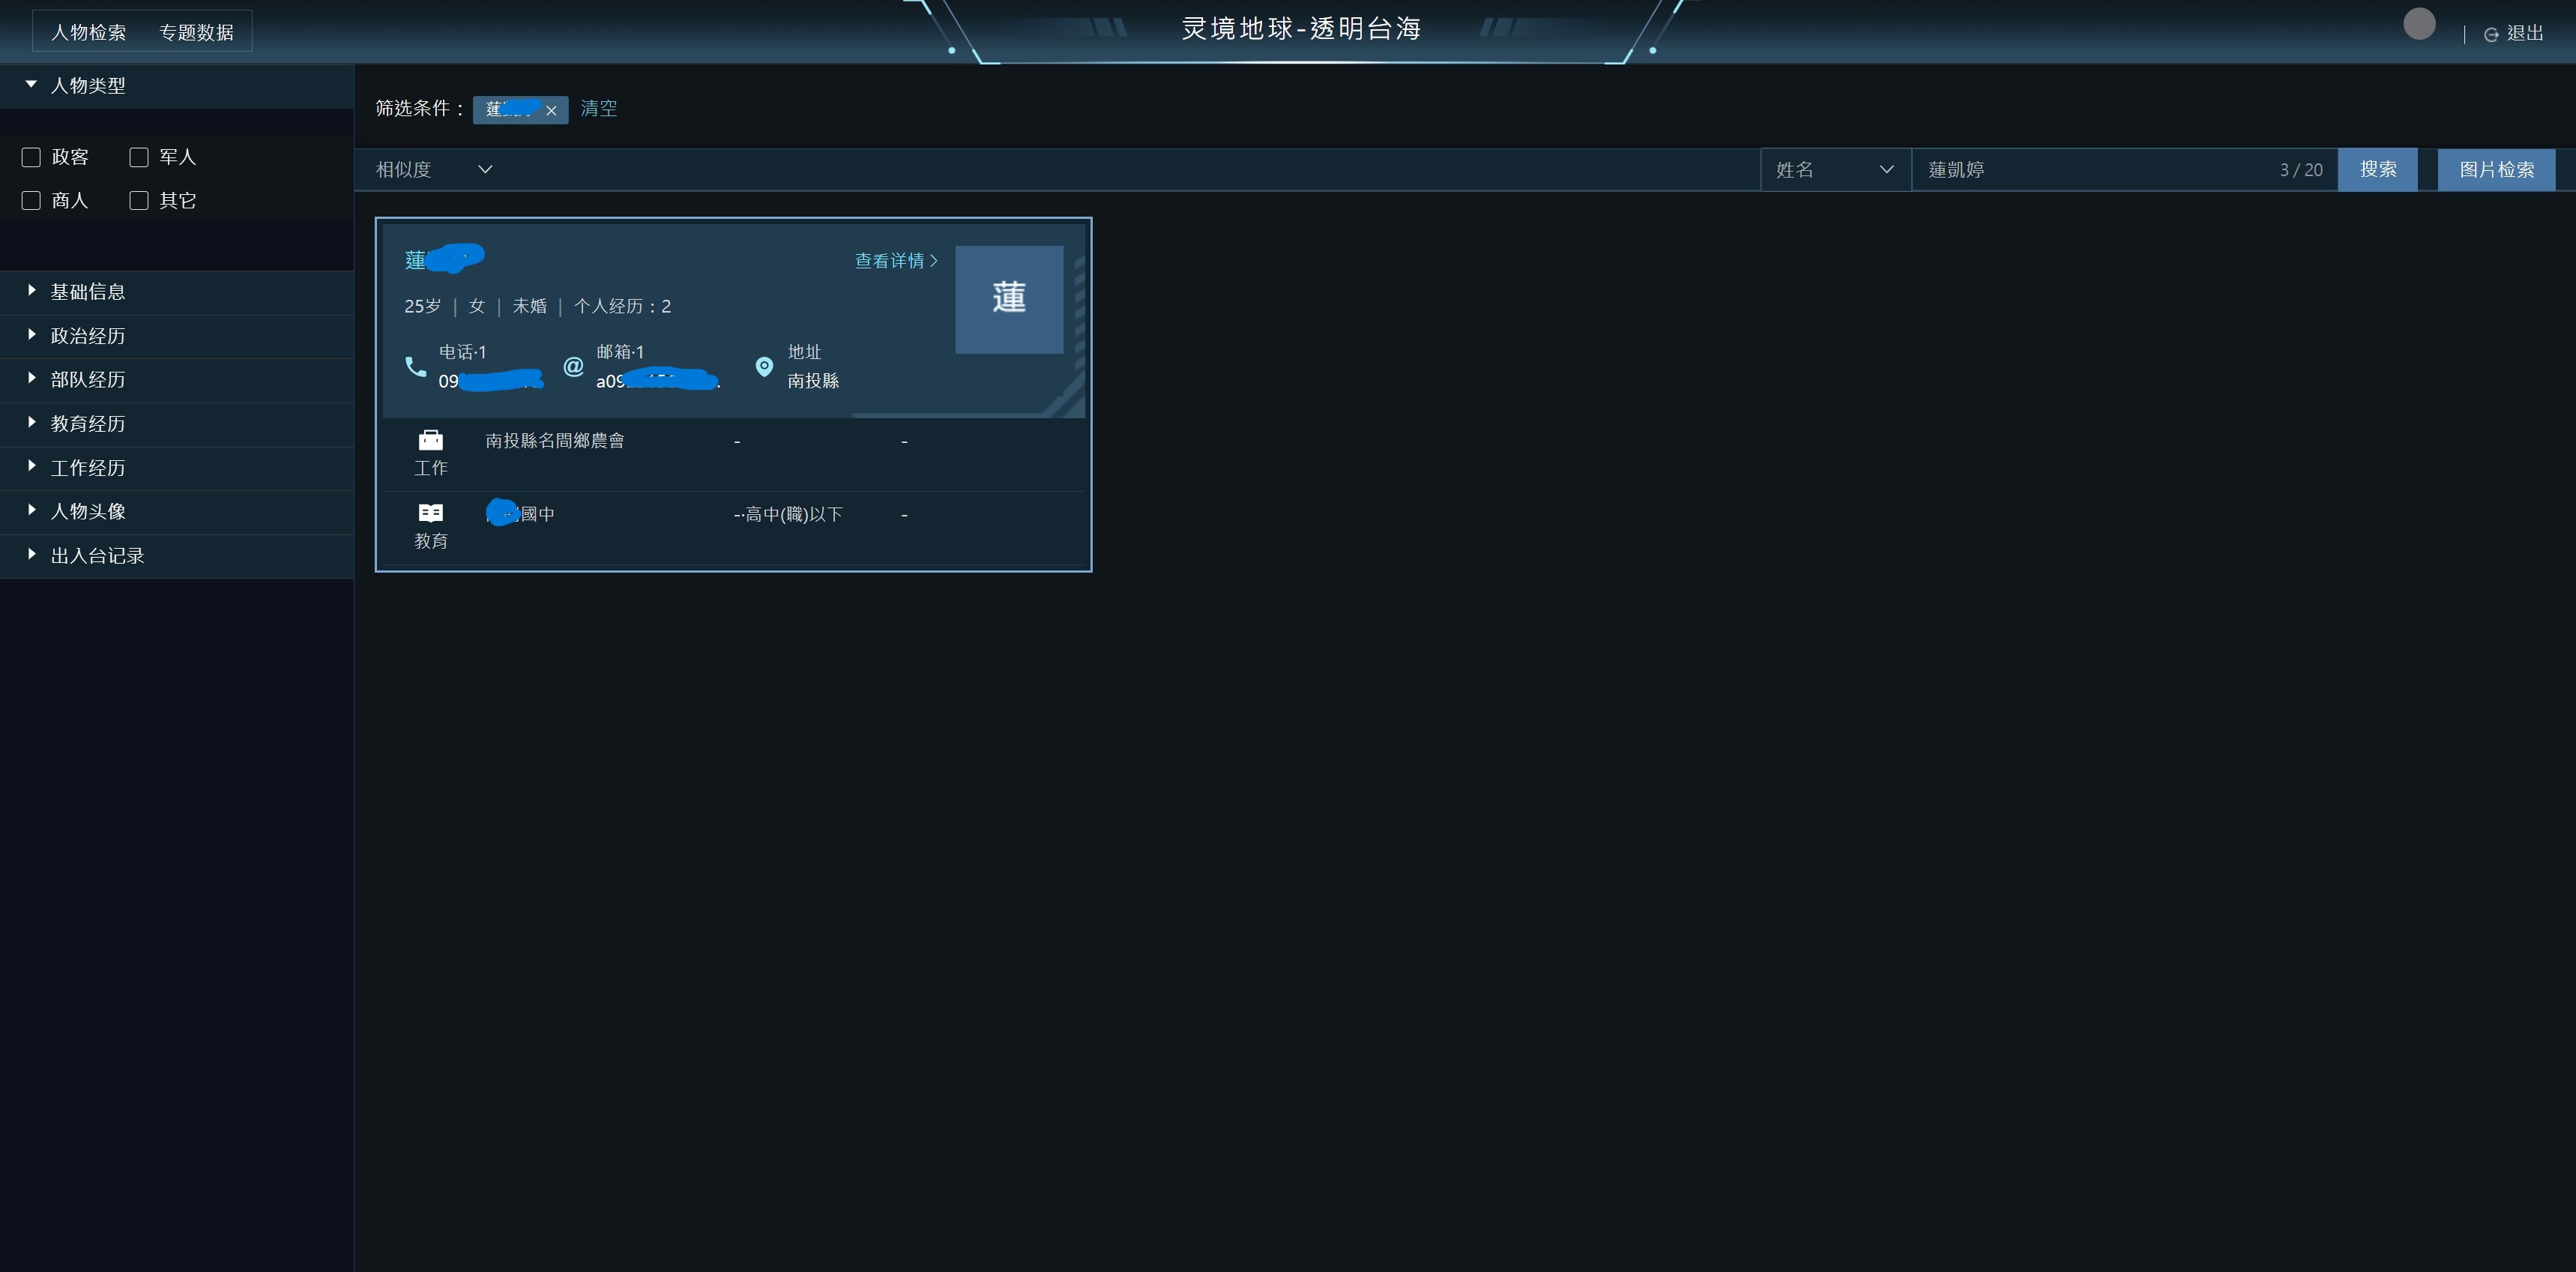 人物检索 专题数据
灵境地球-透明台海
退出
人物类型
政客 军人
商人 其它
基础信息
政治经历
部队经历
教育经历
工作经历
人物头像
出入台记录
筛选条件： 蓮 × 清空
相似度
姓名 蓮凱婷 3 / 20 搜索 图片检索
蓮 查看详情 >
蓮
25岁 | 女 | 未婚 | 个人经历：2
电话·1 邮箱·1 地址
09 a09 南投縣
工作 南投縣名間鄉農會 - -
教育 國中 -·高中(職)以下 -